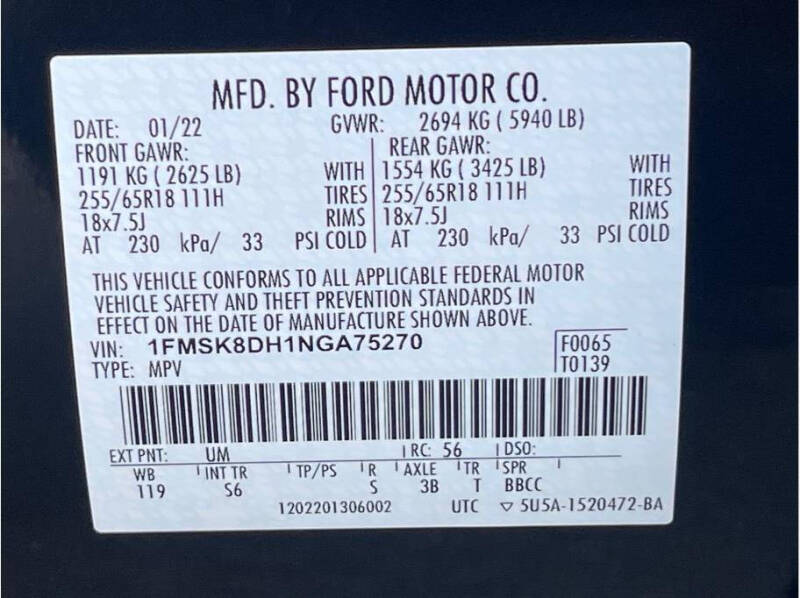 MFD. BY FORD MOTOR CO.
DATE: 01/22 GVWR: 2694 KG ( 5940 LB)
FRONT GAWR: REAR GAWR:
1191 KG ( 2625 LB) WITH 1554 KG ( 3425 LB) WITH
255/65R18 111H TIRES 255/65R18 111H TIRES
18x7.5J RIMS 18x7.5J RIMS
AT 230 kPa/ 33 PSI COLD AT 230 kPa/ 33 PSI COLD
THIS VEHICLE CONFORMS TO ALL APPLICABLE FEDERAL MOTOR
VEHICLE SAFETY AND THEFT PREVENTION STANDARDS IN
EFFECT ON THE DATE OF MANUFACTURE SHOWN ABOVE.
VIN: 1FMSK8DH1NGA75270 F0065
TYPE: MPV T0139
EXT PNT: UM RC: 56 DSO:
WB INT TR TP/PS R AXLE TR SPR
119 S6 S 3B T BBCC
1202201306002 UTC ▽ 5U5A-1520472-BA